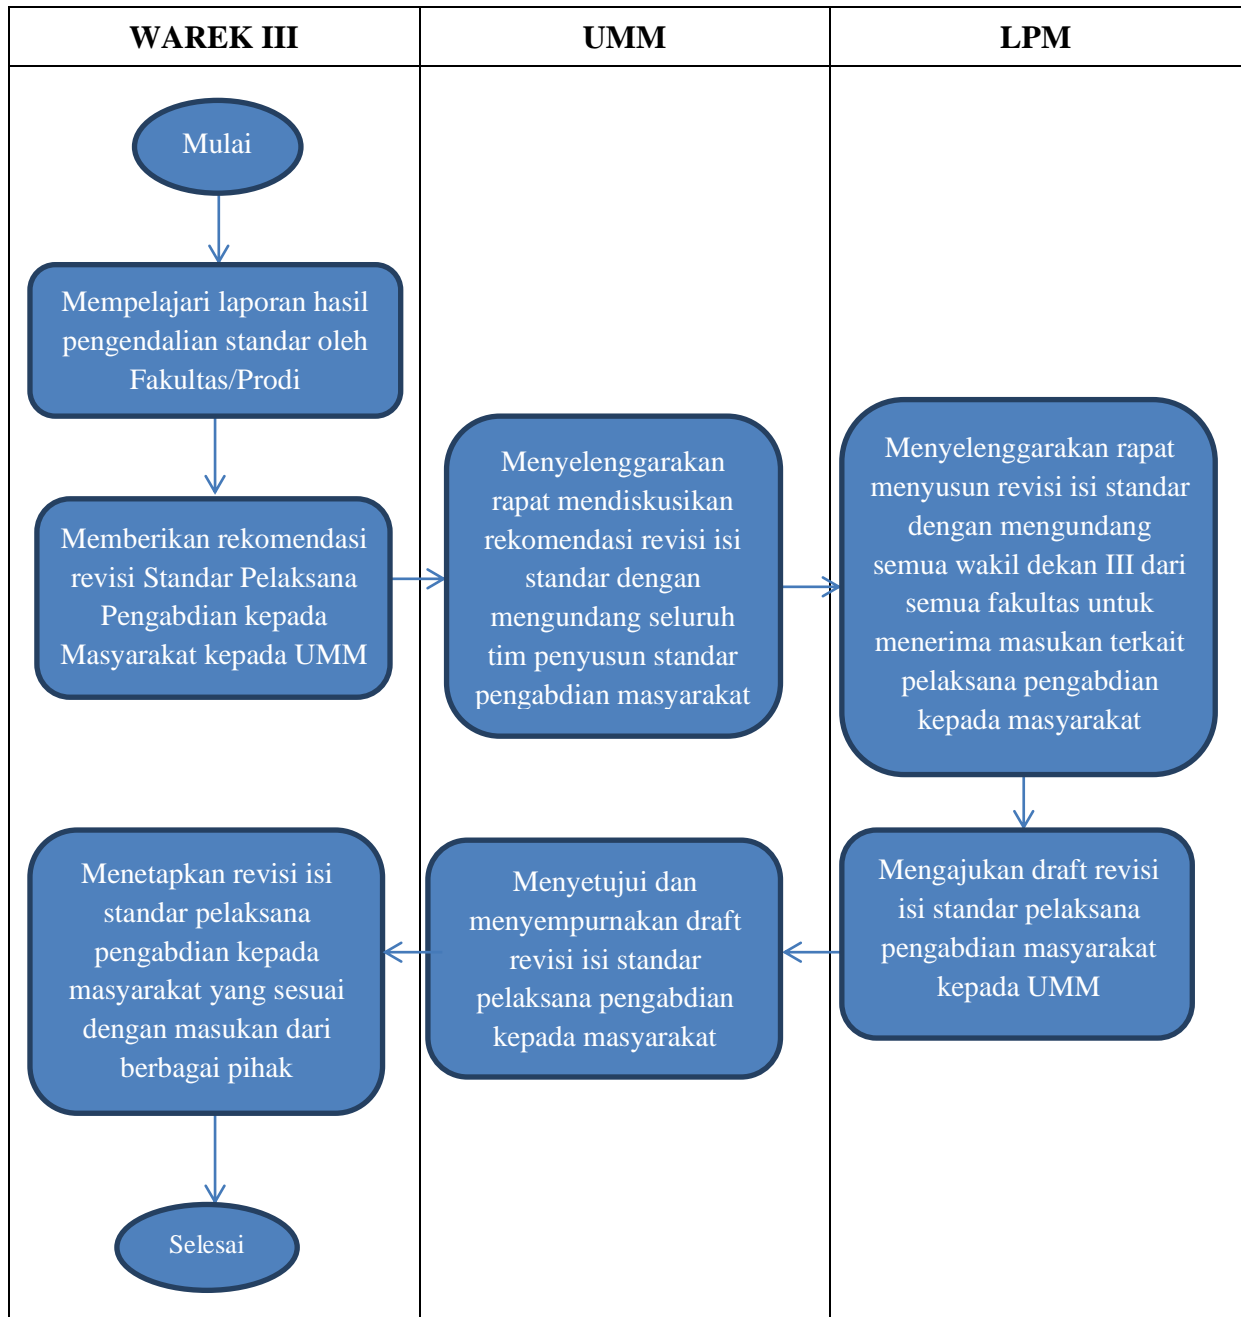 WAREK III
UMM
LPM
Mulai
Mempelajari laporan hasil
pengendalian standar oleh
Fakultas/Prodi
Memberikan rekomendasi
revisi Standar Pelaksana
Pengabdian kepada
Masyarakat kepada UMM
Menyelenggarakan
rapat mendiskusikan
rekomendasi revisi isi
standar dengan
mengundang seluruh
tim penyusun standar
pengabdian masyarakat
Menyelenggarakan rapat
menyusun revisi isi standar
dengan mengundang
semua wakil dekan III dari
semua fakultas untuk
menerima masukan terkait
pelaksana pengabdian
kepada masyarakat
Mengajukan draft revisi
isi standar pelaksana
pengabdian masyarakat
kepada UMM
Menyetujui dan
menyempurnakan draft
revisi isi standar
pelaksana pengabdian
kepada masyarakat
Menetapkan revisi isi
standar pelaksana
pengabdian kepada
masyarakat yang sesuai
dengan masukan dari
berbagai pihak
Selesai